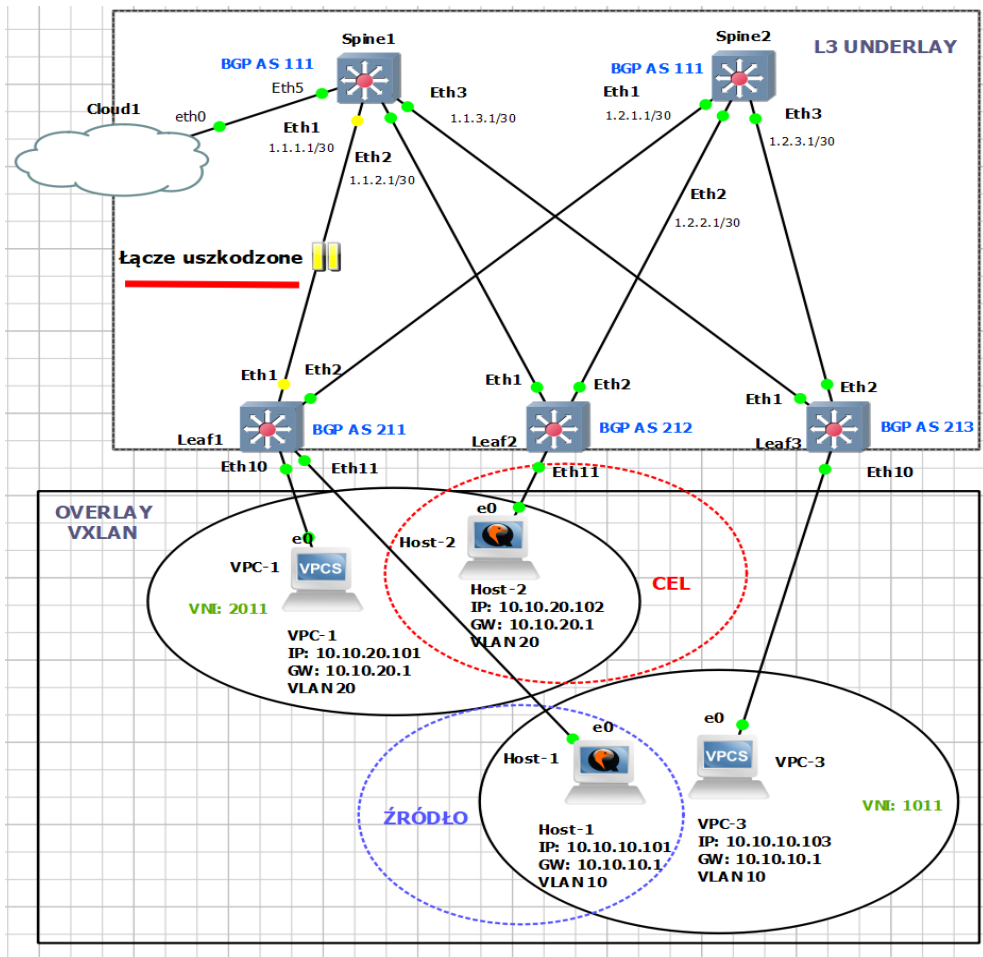 Spine1
Spine2
L3 UNDERLAY
BGP AS 111
BGP AS 111
Eth5
Eth3
Eth1
Cloud1
eth0
1.1.3.1/30
1.2.1.1/30
Eth3
Eth1
1.2.3.1/30
1.1.1.1/30
Eth2
1.1.2.1/30
Eth2
1.2.2.1/30
Łącze uszkodzone
Eth1
Eth2
Eth1
Eth2
Eth1
Eth2
Leaf1
BGP AS 211
Leaf2
BGP AS 212
Leaf3
BGP AS 213
Eth10
Eth11
Eth11
Eth10
OVERLAY
VXLAN
e0
e0
Host-2
VPC-1
VPCS
CEL
VNI: 2011
Host-2
IP: 10.10.20.102
GW: 10.10.20.1
VLAN 20
VPC-1
IP: 10.10.20.101
GW: 10.10.20.1
VLAN 20
e0
e0
Host-1
VPCS
VPC-3
VNI: 1011
ŹRÓDŁO
Host-1
IP: 10.10.10.101
GW: 10.10.10.1
VLAN 10
VPC-3
IP: 10.10.10.103
GW: 10.10.10.1
VLAN 10